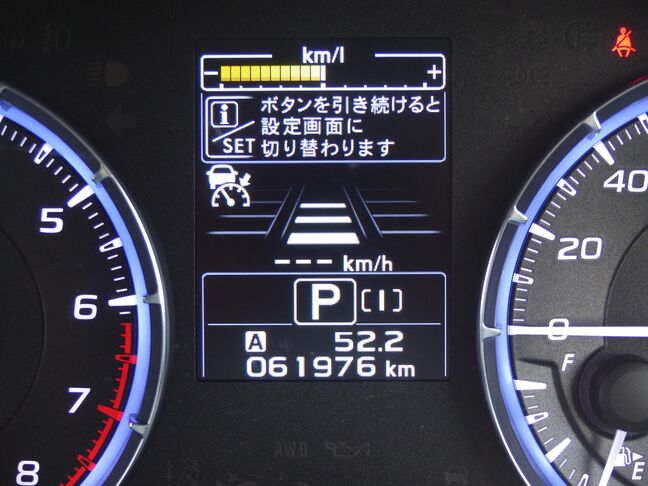 km/l
− +
i SET
ボタンを引き続けると
設定画面に
切り替わります
--- km/h
P [I]
A 52.2
061976 km
5
6
7
8
40
20
0
F
E
AWD